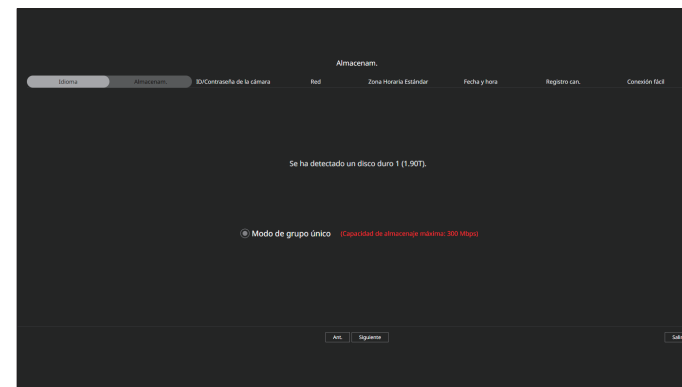 Almacenam.
Idioma Almacenam. ID/Contraseña de la cámara Red Zona Horaria Estándar Fecha y hora Registro can. Conexión fácil
Se ha detectado un disco duro 1 (1.90T).
Modo de grupo único (Capacidad de almacenaje máxima: 300 Mbps)
Ant. Siguiente Salir